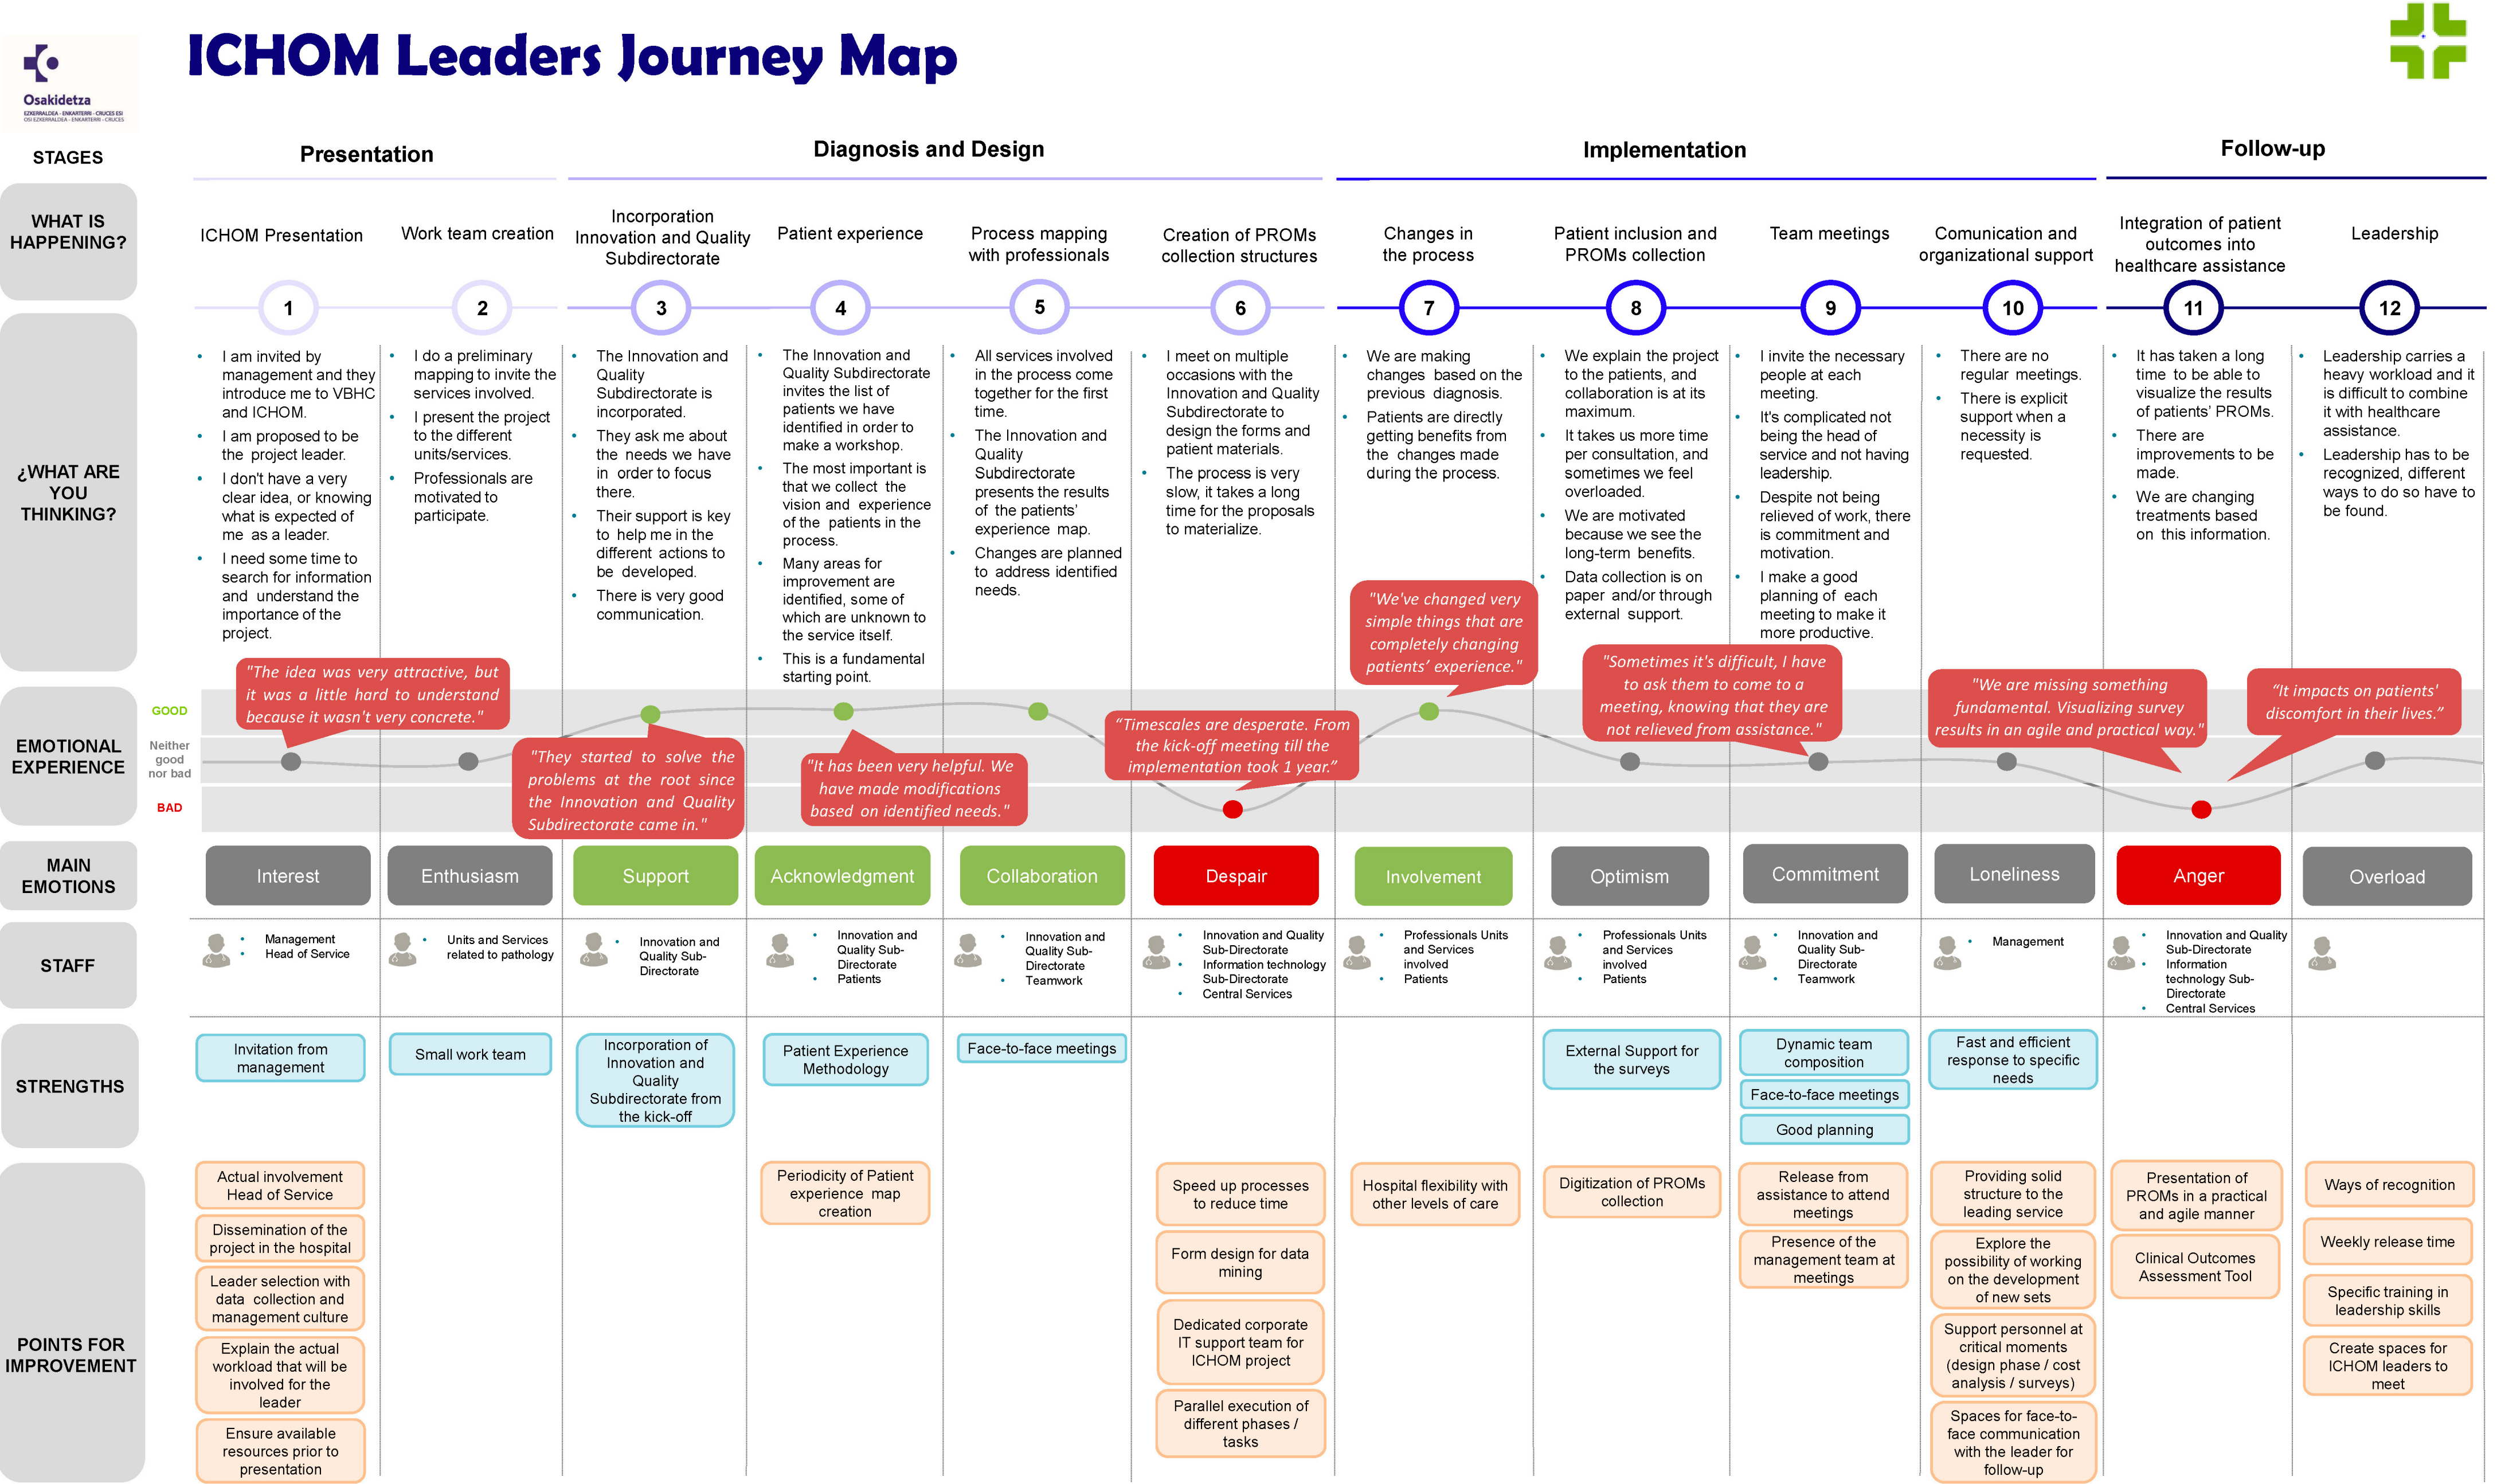 ICHOM Leaders Journey Map
Osakidetza
EZKERRALDEA - ENKARTERRI - CRUCES ESI
OSI EZKERRALDEA - ENKARTERRI - CRUCES
STAGES
Presentation
Diagnosis and Design
Implementation
Follow-up
WHAT IS
HAPPENING?
ICHOM Presentation
Work team creation
Incorporation
Innovation and Quality
Subdirectorate
Patient experience
Process mapping
with professionals
Creation of PROMs
collection structures
Changes in
the process
Patient inclusion and
PROMs collection
Team meetings
Comunication and
organizational support
Integration of patient
outcomes into
healthcare assistance
Leadership
1
2
3
4
5
6
7
8
9
10
11
12
¿WHAT ARE
YOU
THINKING?
• I am invited by
management and they
introduce me to VBHC
and ICHOM.
• I am proposed to be
the project leader.
• I don't have a very
clear idea, or knowing
what is expected of
me as a leader.
• I need some time to
search for information
and understand the
importance of the
project.
• I do a preliminary
mapping to invite the
services involved.
• I present the project
to the different
units/services.
• Professionals are
motivated to
participate.
• The Innovation and
Quality
Subdirectorate is
incorporated.
• They ask me about
the needs we have
in order to focus
there.
• Their support is key
to help me in the
different actions to
be developed.
• There is very good
communication.
• The Innovation and
Quality Subdirectorate
invites the list of
patients we have
identified in order to
make a workshop.
• The most important is
that we collect the
vision and experience
of the patients in the
process.
• Many areas for
improvement are
identified, some of
which are unknown to
the service itself.
• This is a fundamental
starting point.
• All services involved
in the process come
together for the first
time.
• The Innovation and
Quality
Subdirectorate
presents the results
of the patients'
experience map.
• Changes are planned
to address identified
needs.
• I meet on multiple
occasions with the
Innovation and Quality
Subdirectorate to
design the forms and
patient materials.
• The process is very
slow, it takes a long
time for the proposals
to materialize.
• We are making
changes based on the
previous diagnosis.
• Patients are directly
getting benefits from
the changes made
during the process.
• We explain the project
to the patients, and
collaboration is at its
maximum.
• It takes us more time
per consultation, and
sometimes we feel
overloaded.
• We are motivated
because we see the
long-term benefits.
• Data collection is on
paper and/or through
external support.
• I invite the necessary
people at each
meeting.
• It's complicated not
being the head of
service and not having
leadership.
• Despite not being
relieved of work, there
is commitment and
motivation.
• I make a good
planning of each
meeting to make it
more productive.
• There are no
regular meetings.
• There is explicit
support when a
necessity is
requested.
• It has taken a long
time to be able to
visualize the results
of patients' PROMs.
• There are
improvements to be
made.
• We are changing
treatments based
on this information.
• Leadership carries a
heavy workload and it
is difficult to combine
it with healthcare
assistance.
• Leadership has to be
recognized, different
ways to do so have to
be found.
EMOTIONAL
EXPERIENCE
GOOD
Neither
good
nor bad
BAD
"The idea was very attractive, but
it was a little hard to understand
because it wasn't very concrete."
"They started to solve the
problems at the root since
the Innovation and Quality
Subdirectorate came in."
"It has been very helpful. We
have made modifications
based on identified needs."
“Timescales are desperate. From
the kick-off meeting till the
implementation took 1 year.”
"We've changed very
simple things that are
completely changing
patients’ experience."
"Sometimes it's difficult, I have
to ask them to come to a
meeting, knowing that they are
not relieved from assistance."
"We are missing something
fundamental. Visualizing survey
results in an agile and practical way."
“It impacts on patients'
discomfort in their lives.”
MAIN
EMOTIONS
Interest
Enthusiasm
Support
Acknowledgment
Collaboration
Despair
Involvement
Optimism
Commitment
Loneliness
Anger
Overload
STAFF
• Management
• Head of Service
• Units and Services
related to pathology
• Innovation and
Quality Sub-
Directorate
• Innovation and
Quality Sub-
Directorate
• Patients
• Innovation and
Quality Sub-
Directorate
• Teamwork
• Innovation and Quality
Sub-Directorate
• Information technology
Sub-Directorate
• Central Services
• Professionals Units
and Services
involved
• Patients
• Professionals Units
and Services
involved
• Patients
• Innovation and
Quality Sub-
Directorate
• Teamwork
• Management
• Innovation and Quality
Sub-Directorate
• Information
technology Sub-
Directorate
• Central Services
STRENGTHS
Invitation from
management
Small work team
Incorporation of
Innovation and
Quality
Subdirectorate from
the kick-off
Patient Experience
Methodology
Face-to-face meetings
External Support for
the surveys
Dynamic team
composition
Face-to-face meetings
Good planning
Fast and efficient
response to specific
needs
POINTS FOR
IMPROVEMENT
Actual involvement
Head of Service
Dissemination of the
project in the hospital
Leader selection with
data collection and
management culture
Explain the actual
workload that will be
involved for the
leader
Ensure available
resources prior to
presentation
Periodicity of Patient
experience map
creation
Speed up processes
to reduce time
Form design for data
mining
Dedicated corporate
IT support team for
ICHOM project
Parallel execution of
different phases /
tasks
Hospital flexibility with
other levels of care
Digitization of PROMs
collection
Release from
assistance to attend
meetings
Presence of the
management team at
meetings
Providing solid
structure to the
leading service
Explore the
possibility of working
on the development
of new sets
Support personnel at
critical moments
(design phase / cost
analysis / surveys)
Spaces for face-to-
face communication
with the leader for
follow-up
Presentation of
PROMs in a practical
and agile manner
Clinical Outcomes
Assessment Tool
Ways of recognition
Weekly release time
Specific training in
leadership skills
Create spaces for
ICHOM leaders to
meet